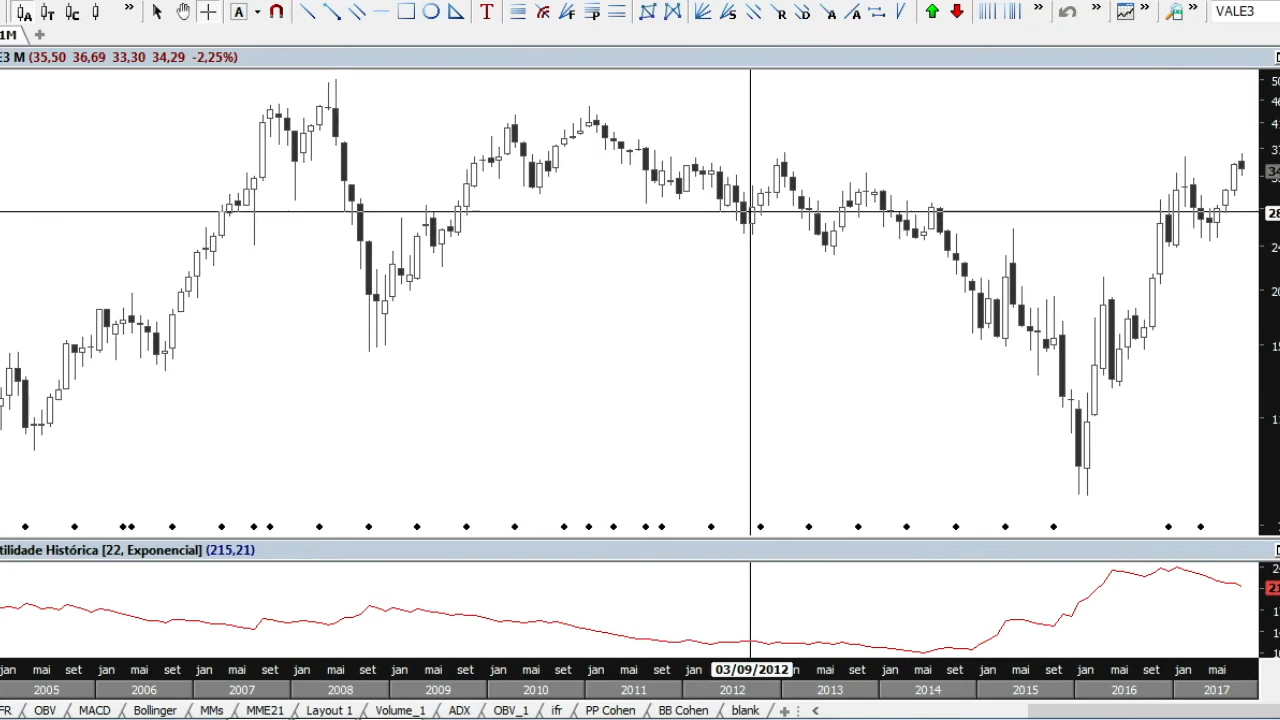 VALE3
1M
E3 M (35,50 36,69 33,30 34,29 -2,25%)
28
tilidade Histórica [22, Exponencial] (215,21)
jan mai set jan mai set jan mai set jan mai set jan mai set jan mai set jan mai set jan 03/09/2012 n mai set jan mai set jan mai set jan mai set jan mai
2005 2006 2007 2008 2009 2010 2011 2012 2013 2014 2015 2016 2017
FR OBV MACD Bollinger MMs MME21 Layout 1 Volume_1 ADX OBV_1 ifr PP Cohen BB Cohen blank